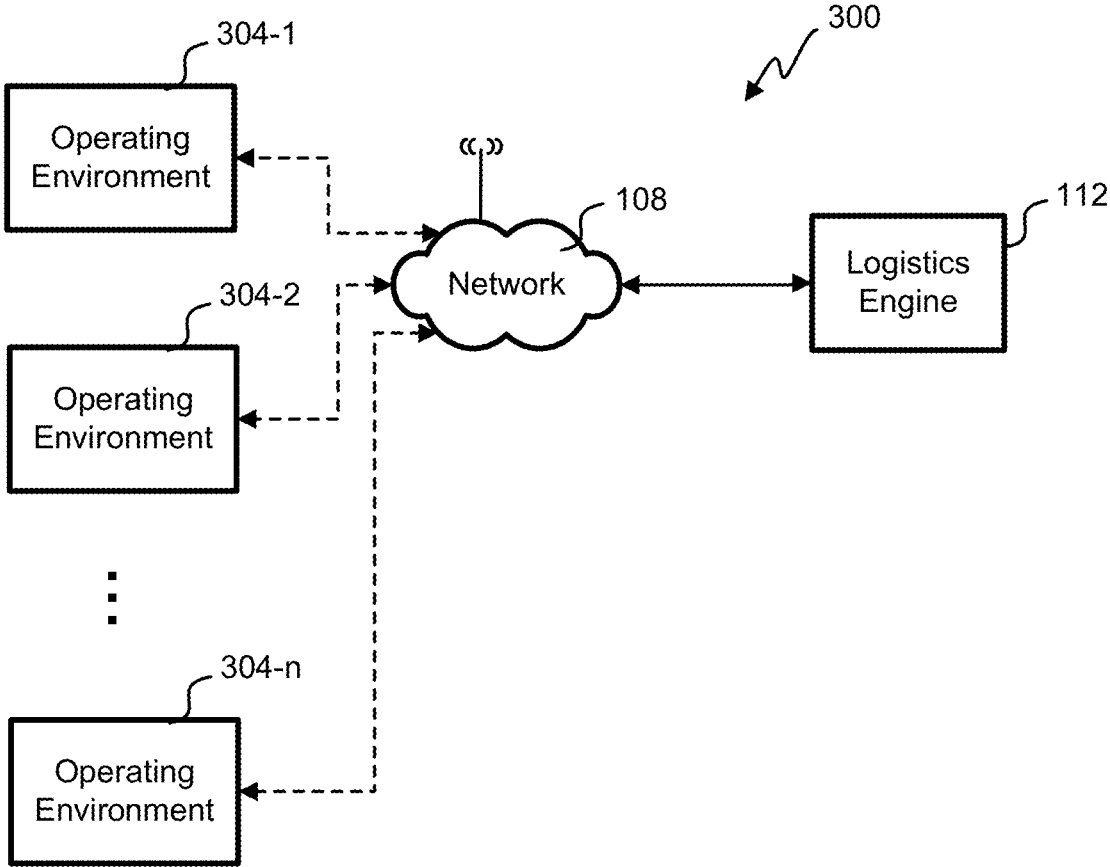 304-1
300
Operating
Environment
108
112
Network
Logistics
Engine
304-2
Operating
Environment
304-n
Operating
Environment